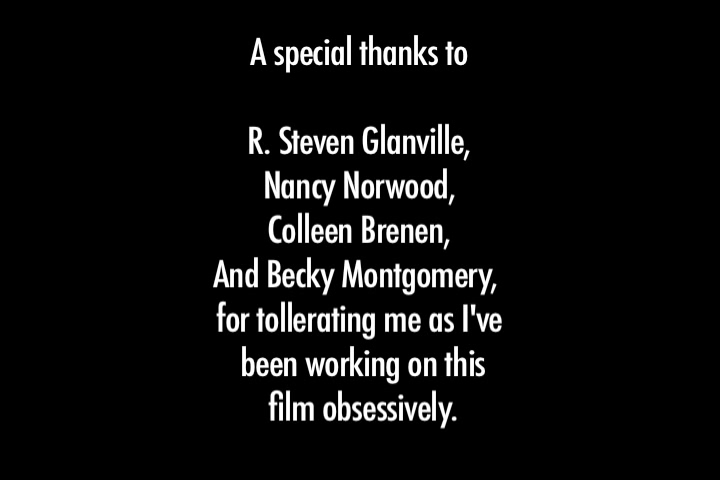 A special thanks to
R. Steven Glanville,
Nancy Norwood,
Colleen Brenen,
And Becky Montgomery,
for tollerating me as I've
been working on this
film obsessively.